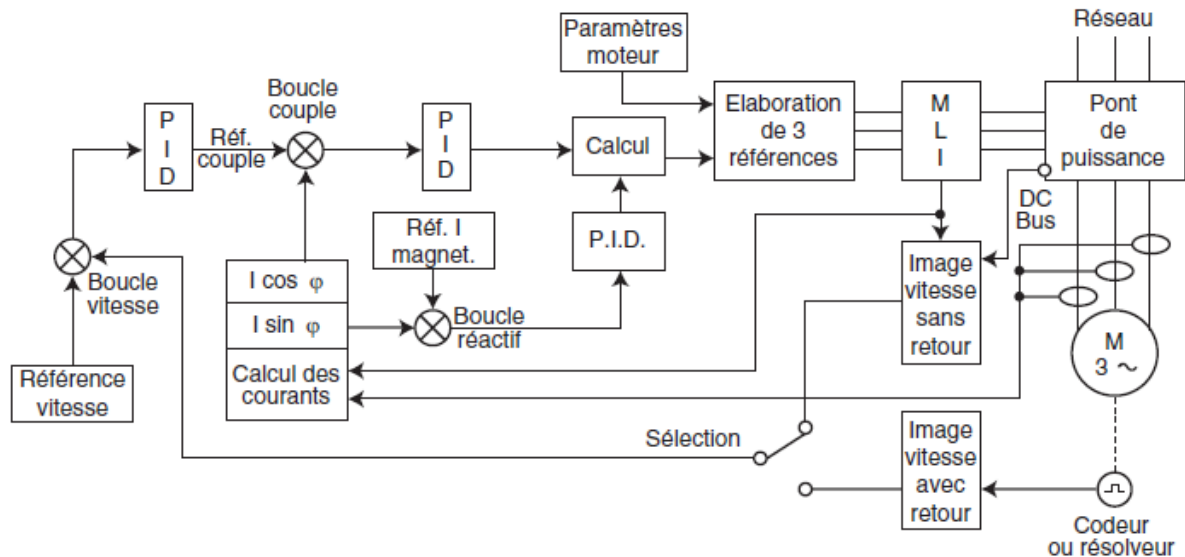 Réseau
Paramètres
moteur
Boucle
couple
P
I
D
Réf.
couple
P
I
D
Calcul
Elaboration
de 3
références
M
L
I
Pont
de
puissance
DC
Bus
Réf. I
magnet.
P.I.D.
Boucle
vitesse
I cos φ
I sin φ
Calcul des
courants
Boucle
réactif
Image
vitesse
sans
retour
M
3 ~
Référence
vitesse
Sélection
Image
vitesse
avec
retour
Codeur
ou résolveur